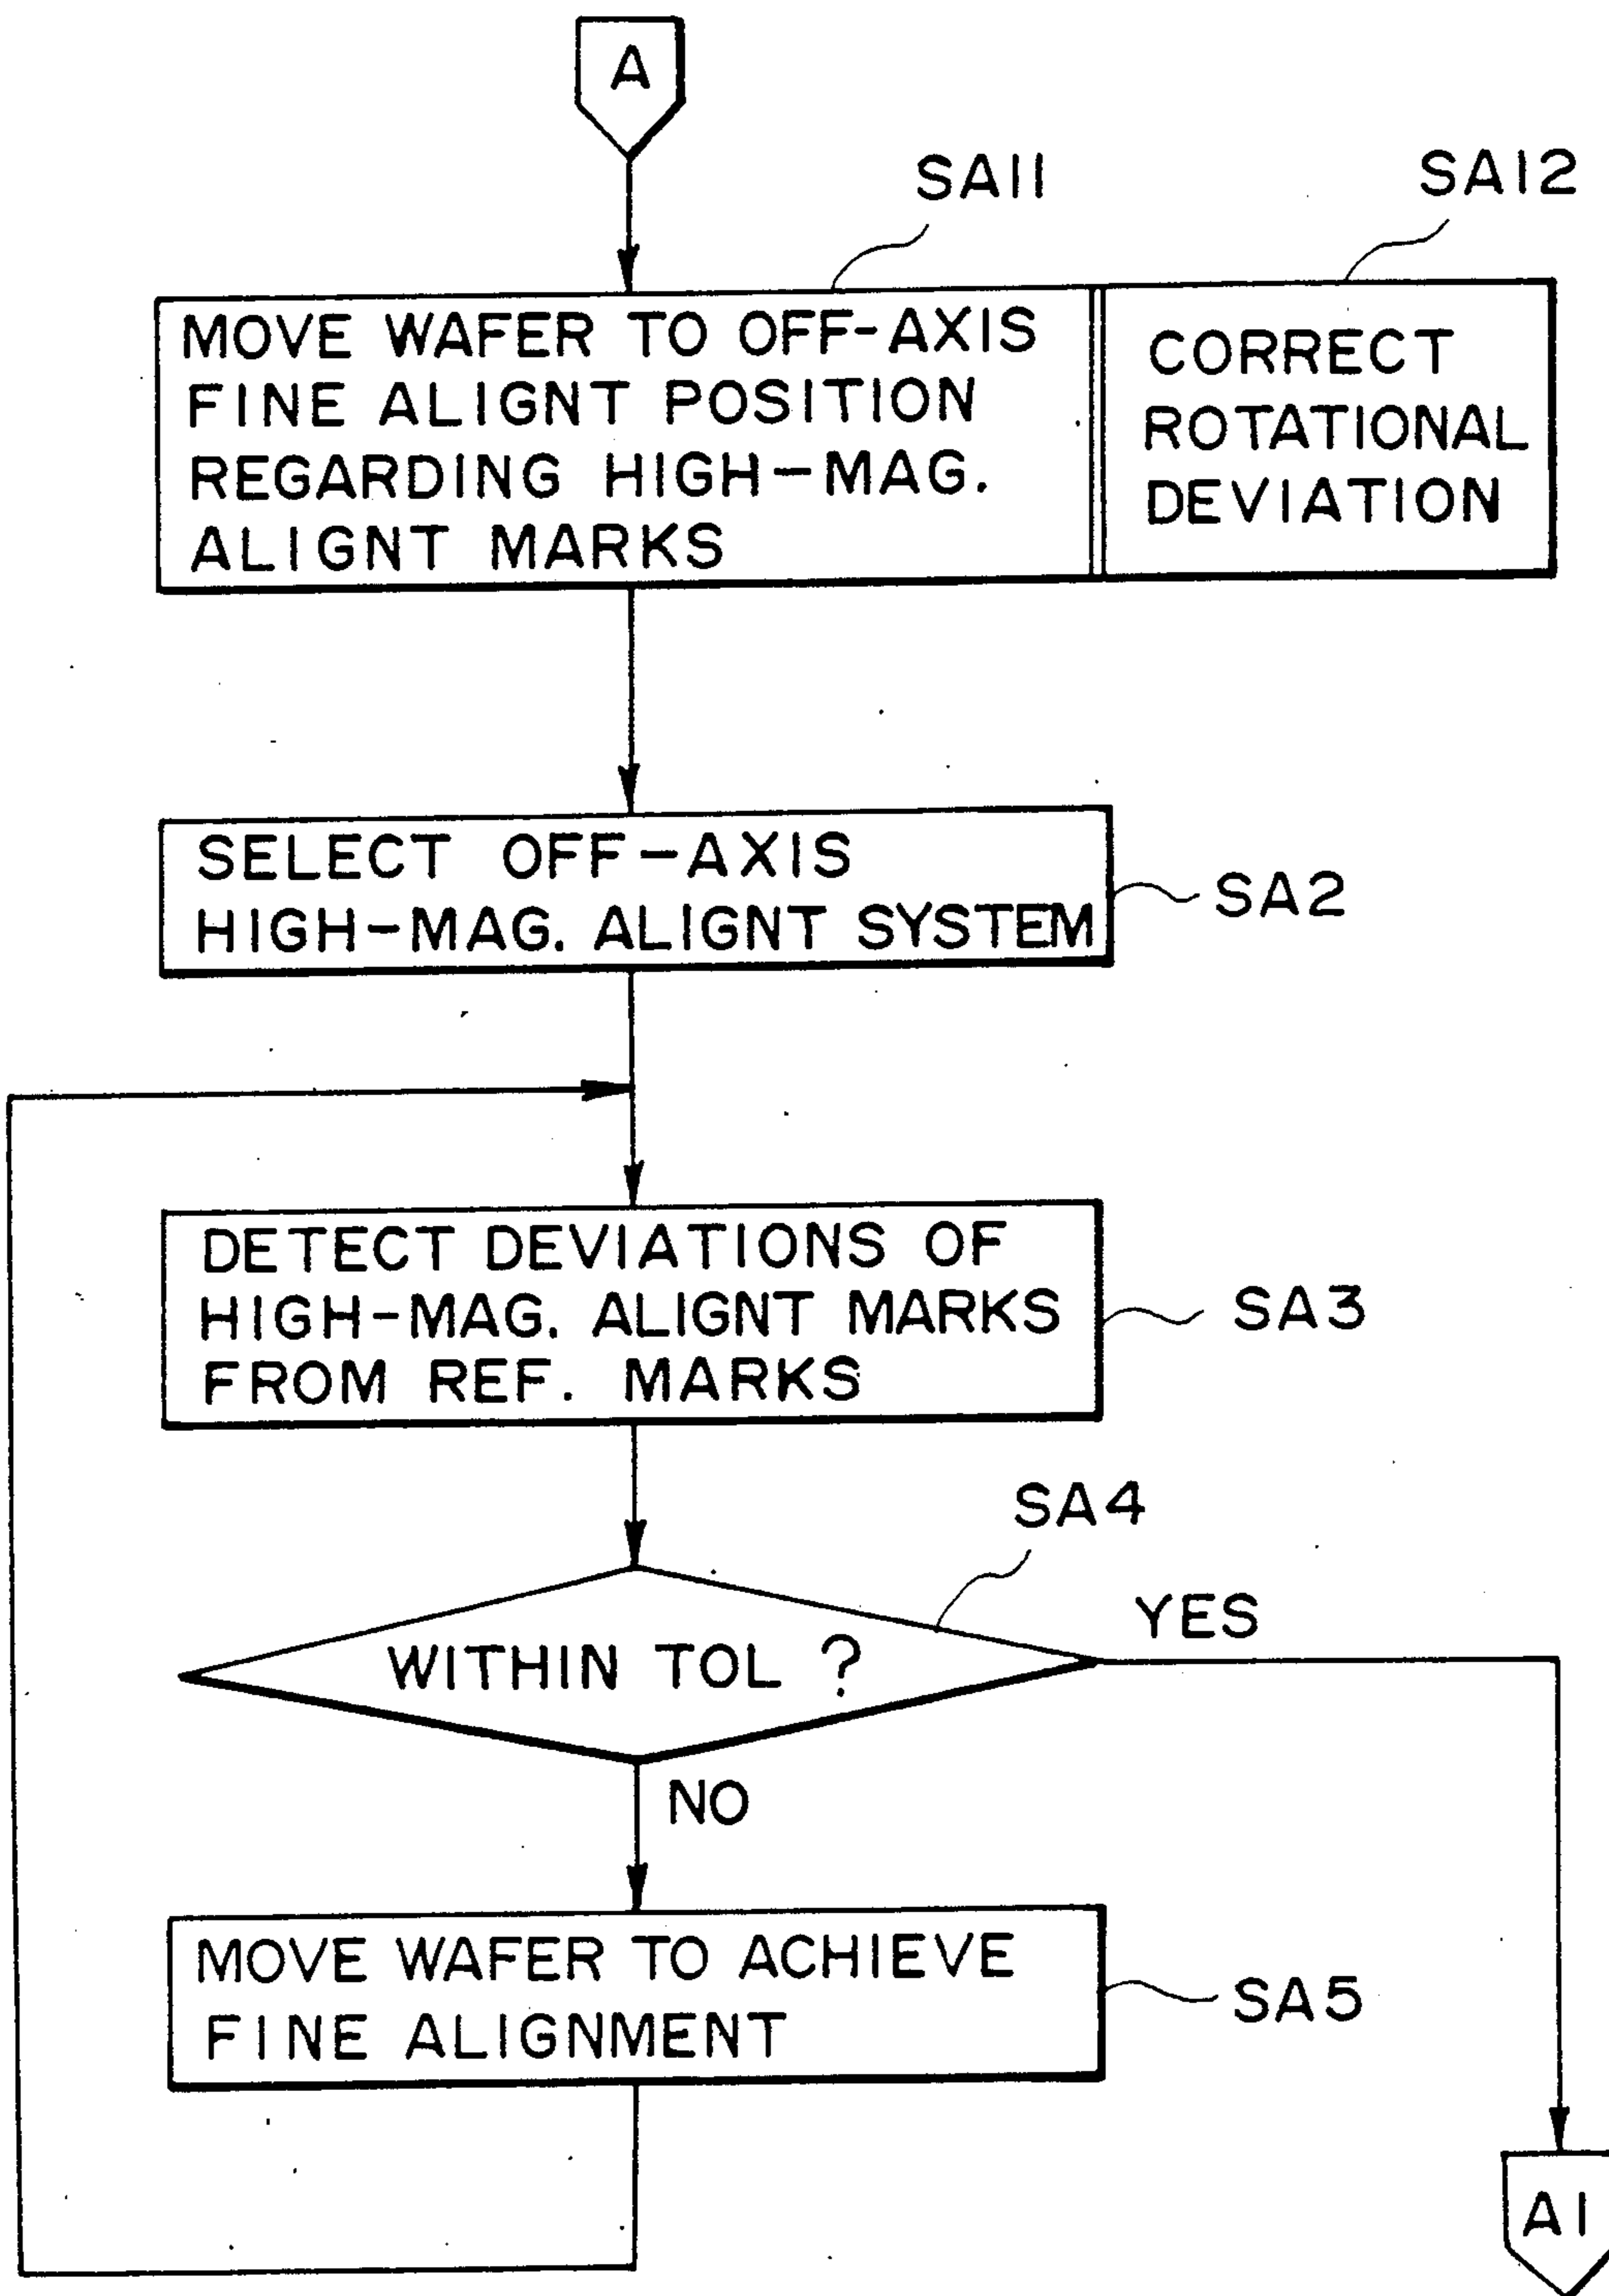 A
SA11
SA12
MOVE WAFER TO OFF-AXIS
FINE ALIGNT POSITION
REGARDING HIGH-MAG.
ALIGNT MARKS
CORRECT
ROTATIONAL
DEVIATION
SELECT OFF-AXIS
HIGH-MAG. ALIGNT SYSTEM
SA2
DETECT DEVIATIONS OF
HIGH-MAG. ALIGNT MARKS
FROM REF. MARKS
SA3
SA4
WITHIN TOL ?
YES
NO
MOVE WAFER TO ACHIEVE
FINE ALIGNMENT
SA5
A1